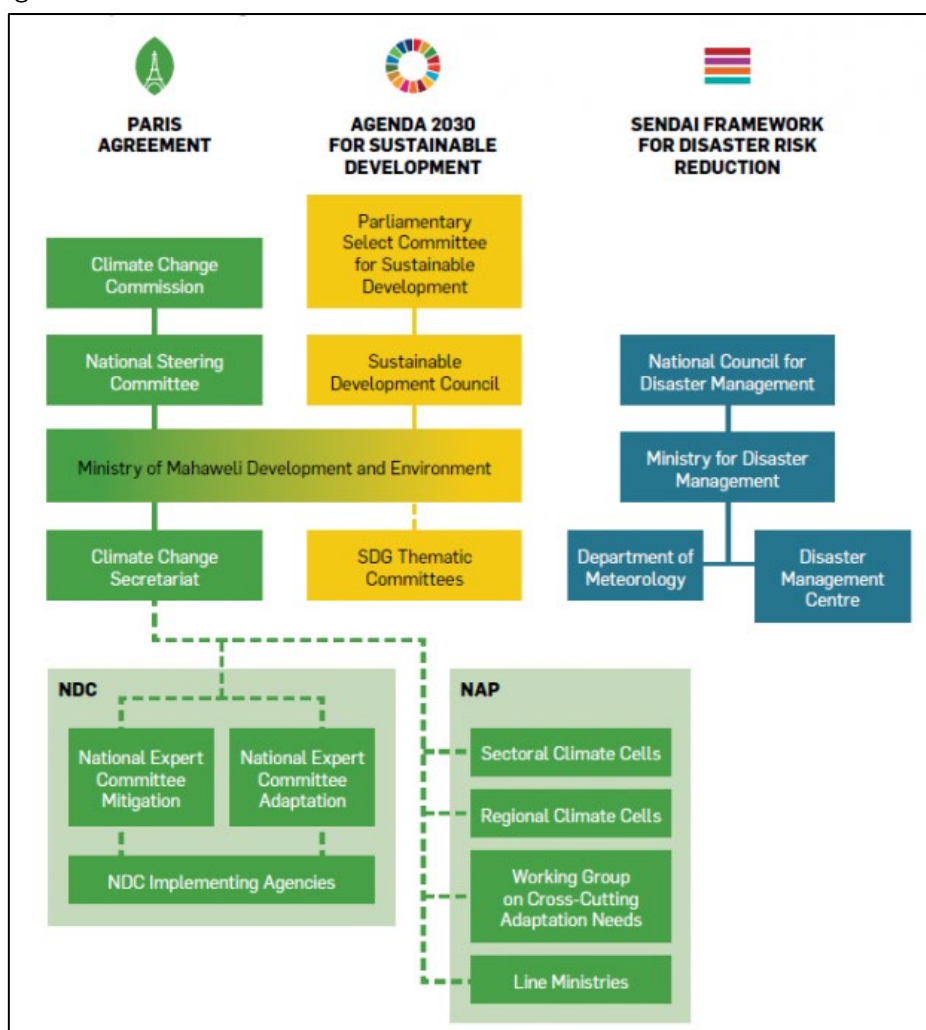 PARIS
AGREEMENT
AGENDA 2030
FOR SUSTAINABLE
DEVELOPMENT
SENDAI FRAMEWORK
FOR DISASTER RISK
REDUCTION
Climate Change
Commission
Parliamentary
Select Committee
for Sustainable
Development
National Steering
Committee
Sustainable
Development Council
National Council for
Disaster Management
Ministry of Mahaweli Development and Environment
Ministry for Disaster
Management
Climate Change
Secretariat
SDG Thematic
Committees
Department of
Meteorology
Disaster
Management
Centre
NDC
National Expert
Committee
Mitigation
National Expert
Committee
Adaptation
NDC Implementing Agencies
NAP
Sectoral Climate Cells
Regional Climate Cells
Working Group
on Cross-Cutting
Adaptation Needs
Line Ministries